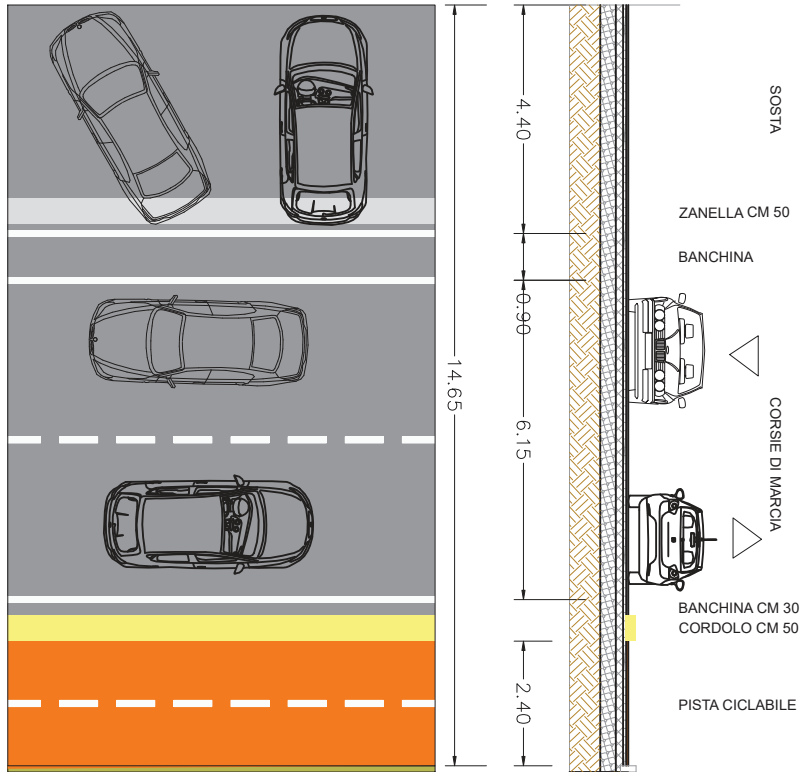 4.40
0.90
14.65
6.15
2.40
SOSTA
ZANELLA CM 50
BANCHINA
CORSIE DI MARCIA
BANCHINA CM 30
CORDOLO CM 50
PISTA CICLABILE